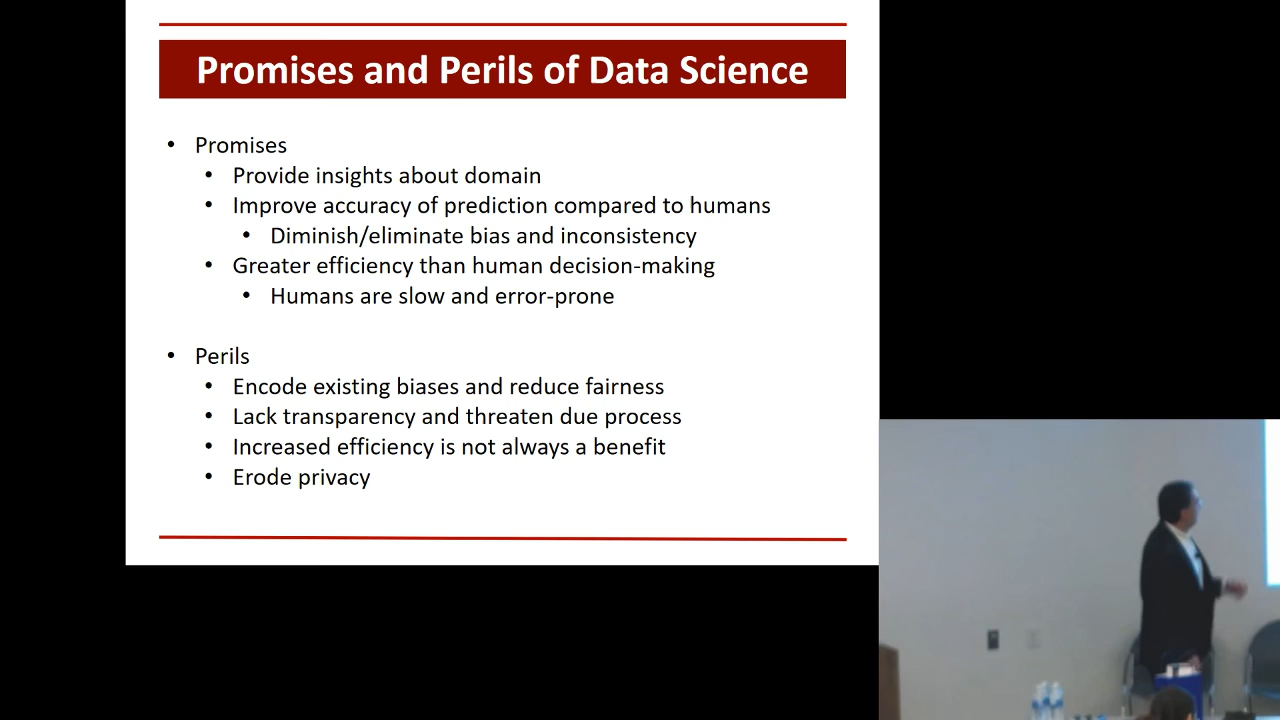 Promises and Perils of Data Science
• Promises
• Provide insights about domain
• Improve accuracy of prediction compared to humans
• Diminish/eliminate bias and inconsistency
• Greater efficiency than human decision-making
• Humans are slow and error-prone
• Perils
• Encode existing biases and reduce fairness
• Lack transparency and threaten due process
• Increased efficiency is not always a benefit
• Erode privacy